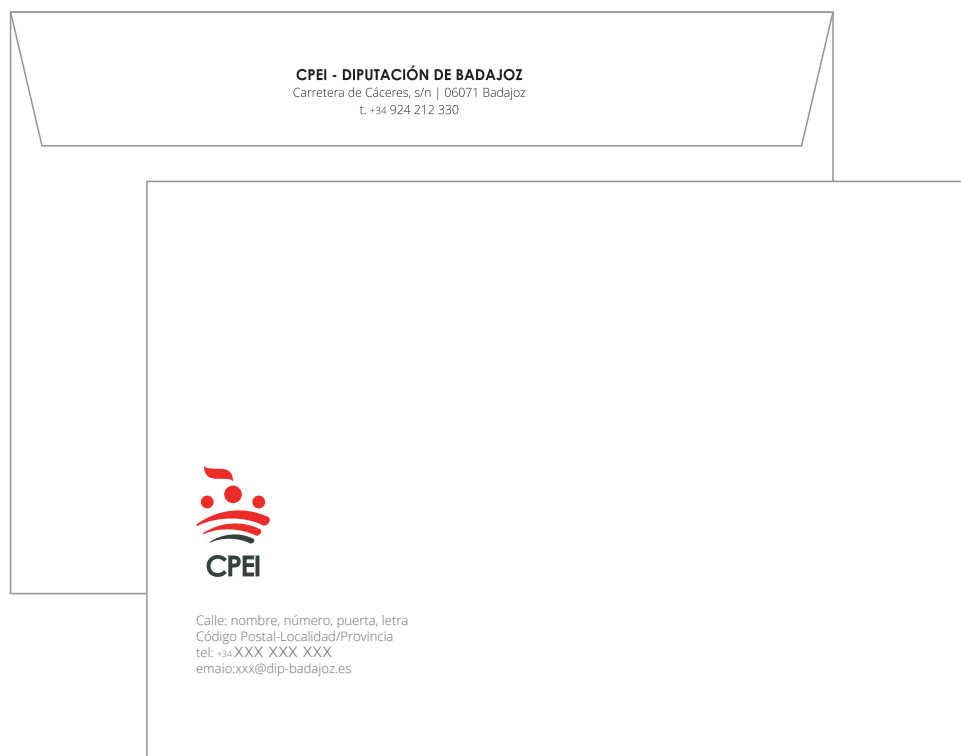 CPEI - DIPUTACIÓN DE BADAJOZ
Carretera de Cáceres, s/n | 06071 Badajoz
t. +34 924 212 330
CPEI
Calle: nombre, número, puerta, letra
Código Postal-Localidad/Provincia
tel: +34 XXX XXX XXX
emaio:xxx@dip-badajoz.es